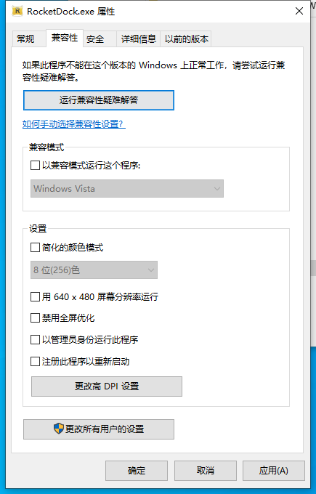 RocketDock.exe 属性
常规
兼容性
安全
详细信息
以前的版本
如果此程序不能在这个版本的 Windows 上正常工作,请尝试运行兼
容性疑难解答。
运行兼容性疑难解答
如何手动选择兼容性设置?
兼容模式
以兼容模式运行这个程序:
Windows Vista
设置
简化的颜色模式
8 位(256)色
用 640 x 480 屏幕分辨率运行
禁用全屏优化
以管理员身份运行此程序
注册此程序以重新启动
更改高 DPI 设置
更改所有用户的设置
确定
取消
应用(A)